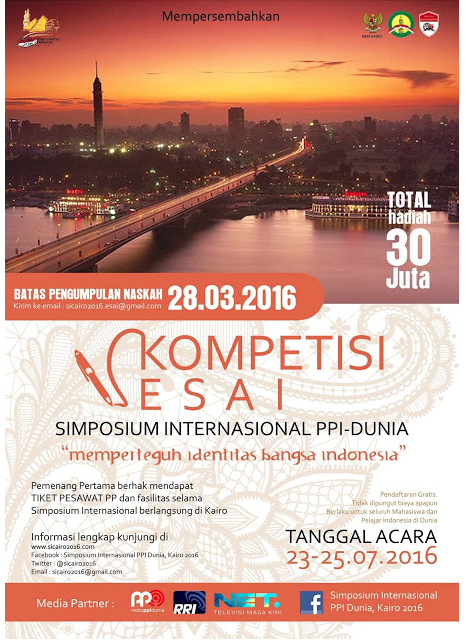 Mempersembahkan
TOTAL
hadiah
30
Juta
BATAS PENGUMPULAN NASKAH 28.03.2016
Kirim ke email : sicairo2016.esai@gmail.com
KOMPETISI
ESAI
SIMPOSIUM INTERNASIONAL PPI-DUNIA
“memperteguh identitas bangsa indonesia”
Pemenang Pertama berhak mendapat
TIKET PESAWAT PP dan fasilitas selama
Simposium Internasional berlangsung di Kairo
Pendaftaran Gratis.
Tidak dipungut biaya apapun
Berlaku untuk seluruh Mahasiswa dan
Pelajar Indonesia di Dunia
Informasi lengkap kunjungi di
www.sicairo2016.com
Facebook : Simposium Internasional PPI Dunia, Kairo 2016
Twitter : @sicairo2016
Email : sicairo2016@gmail.com
TANGGAL ACARA
23-25.07.2016
Media Partner :
radioppidunia
RRI
NET.
TELEVISI MASA KINI
Simposium Internasional
PPI Dunia, Kairo 2016